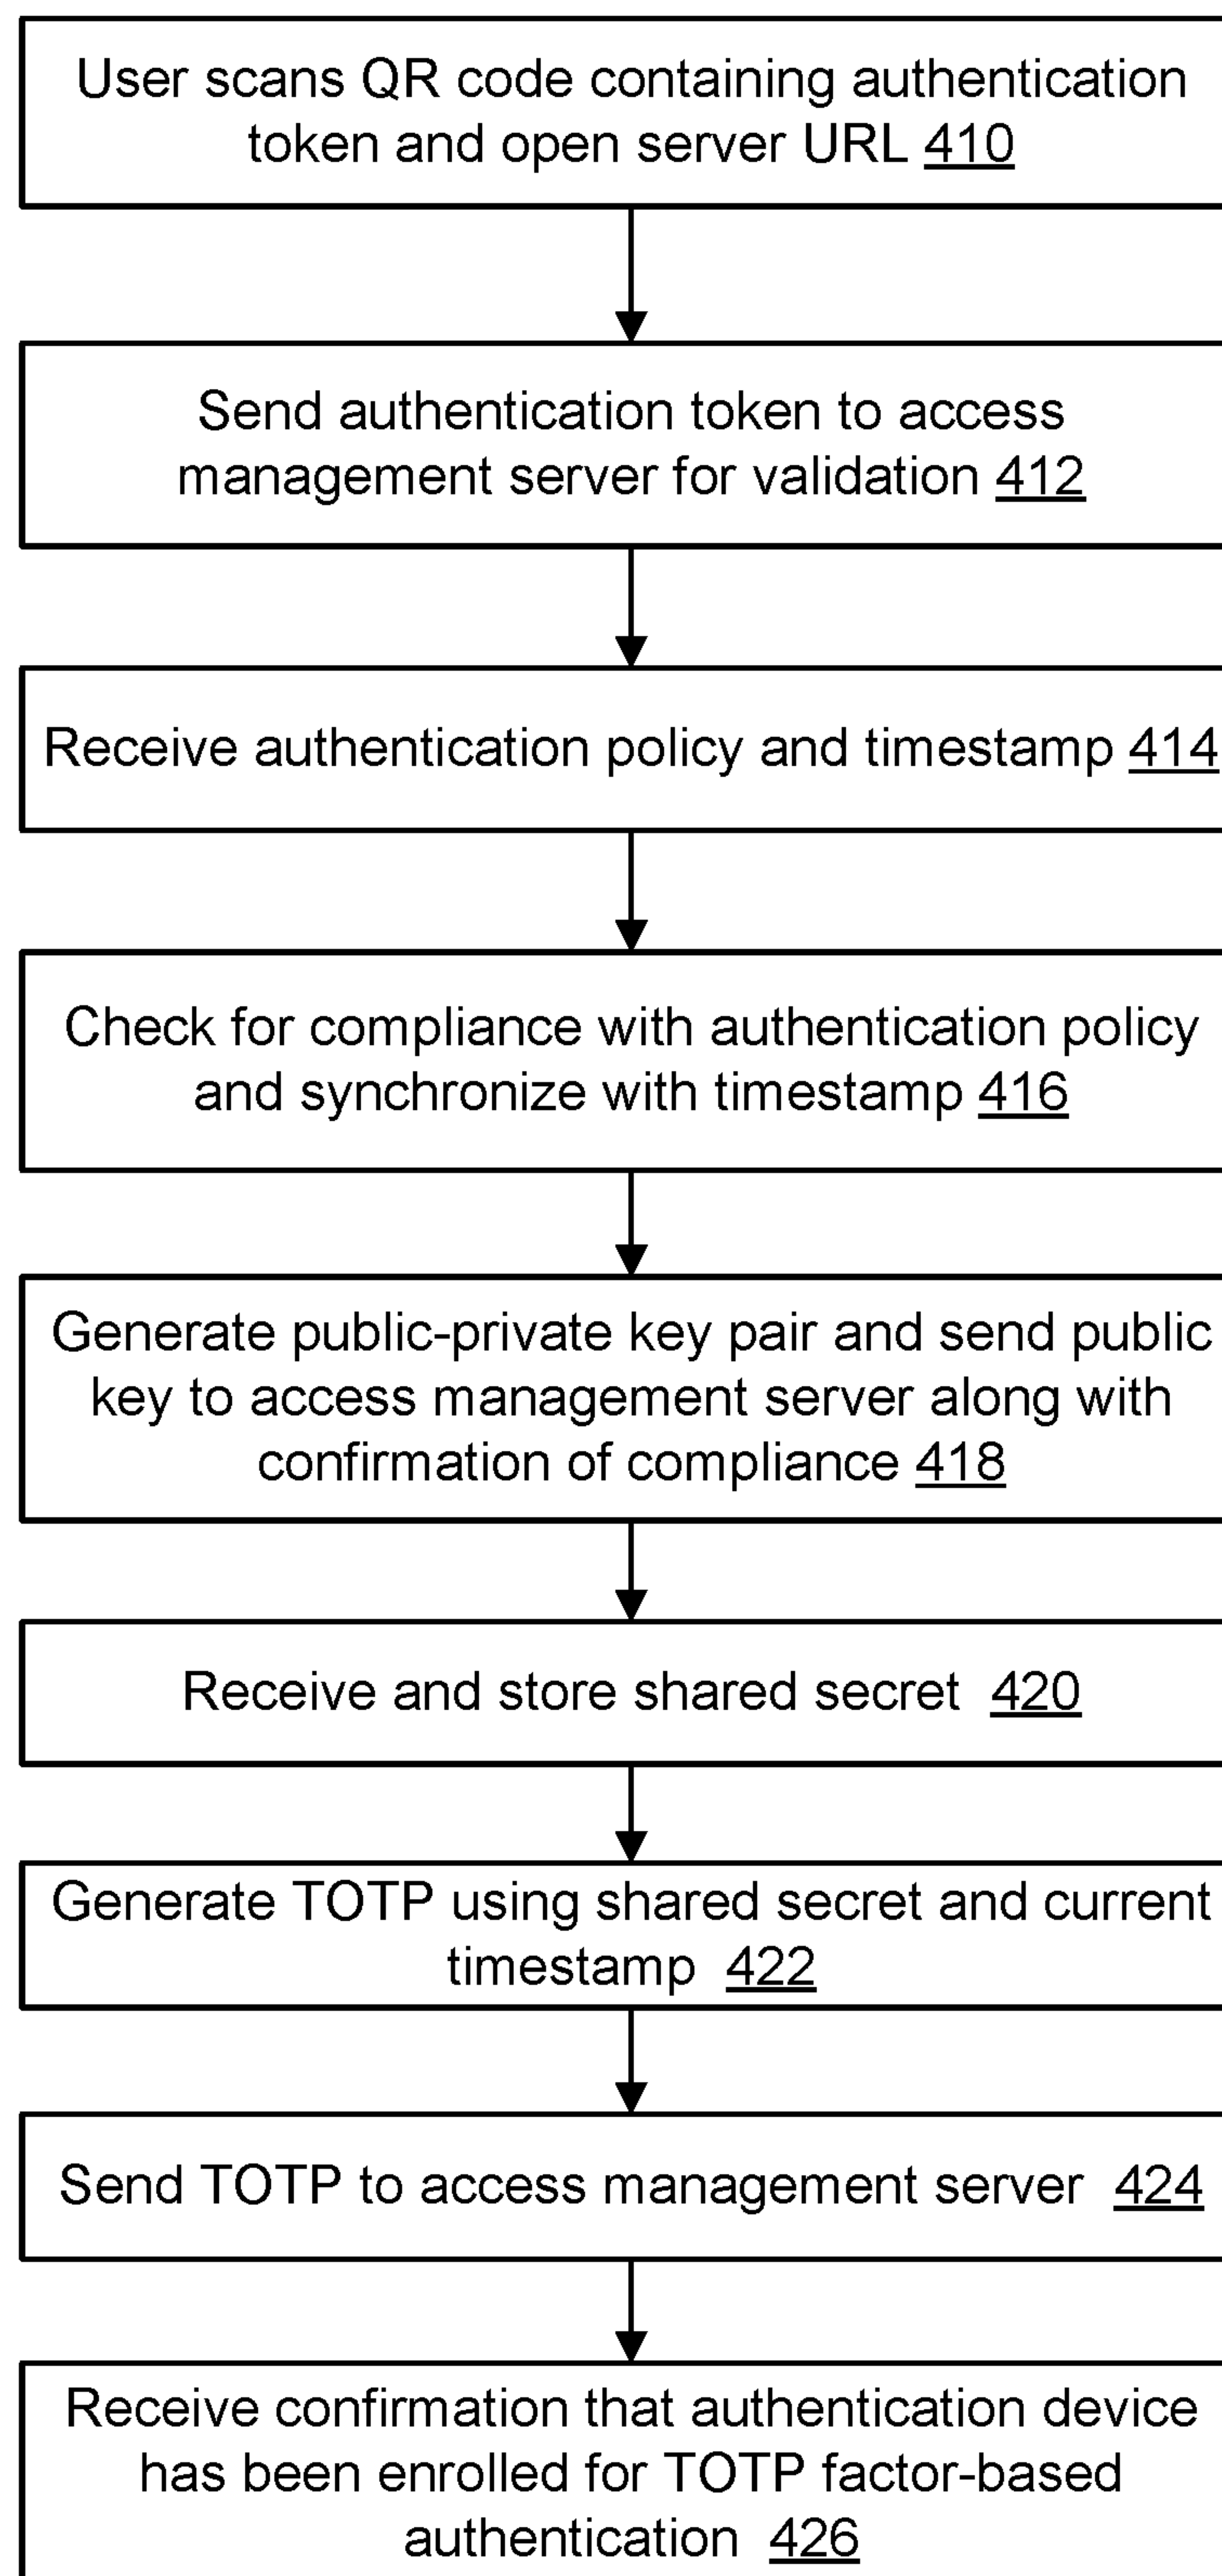 User scans QR code containing authentication
token and open server URL 410
Send authentication token to access
management server for validation 412
Receive authentication policy and timestamp 414
Check for compliance with authentication policy
and synchronize with timestamp 416
Generate public-private key pair and send public
key to access management server along with
confirmation of compliance 418
Receive and store shared secret 420
Generate TOTP using shared secret and current
timestamp 422
Send TOTP to access management server 424
Receive confirmation that authentication device
has been enrolled for TOTP factor-based
authentication 426